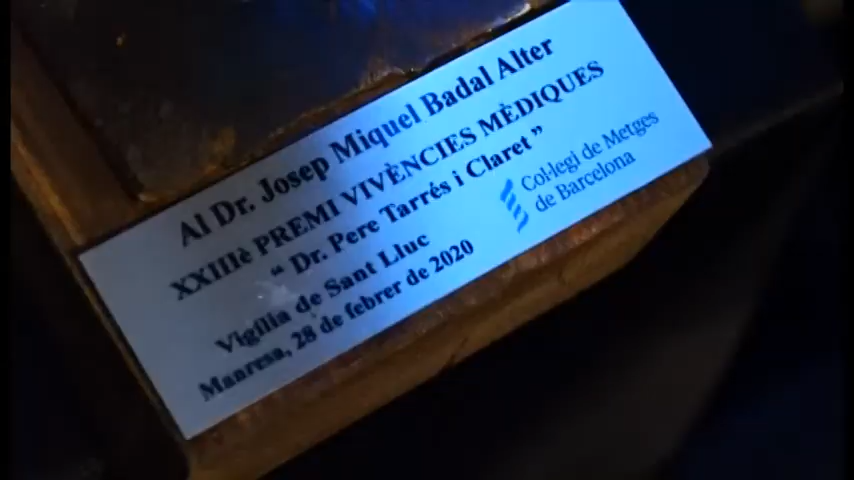 Al Dr. Josep Miquel Badal Alter
XXIIIè PREMI VIVÈNCIES MÈDIQUES
“ Dr. Pere Tarrés i Claret ”
Vigília de Sant Lluc
Manresa, 28 de febrer de 2020
Col·legi de Metges
de Barcelona